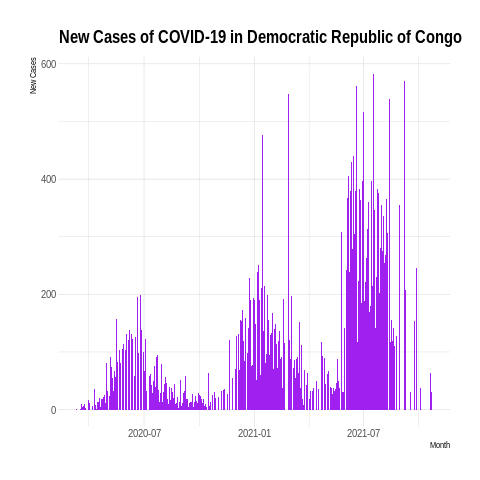 New Cases of COVID-19 in Democratic Republic of Congo
New Cases
600
400
200
0
2020-07
2021-01
2021-07
Month